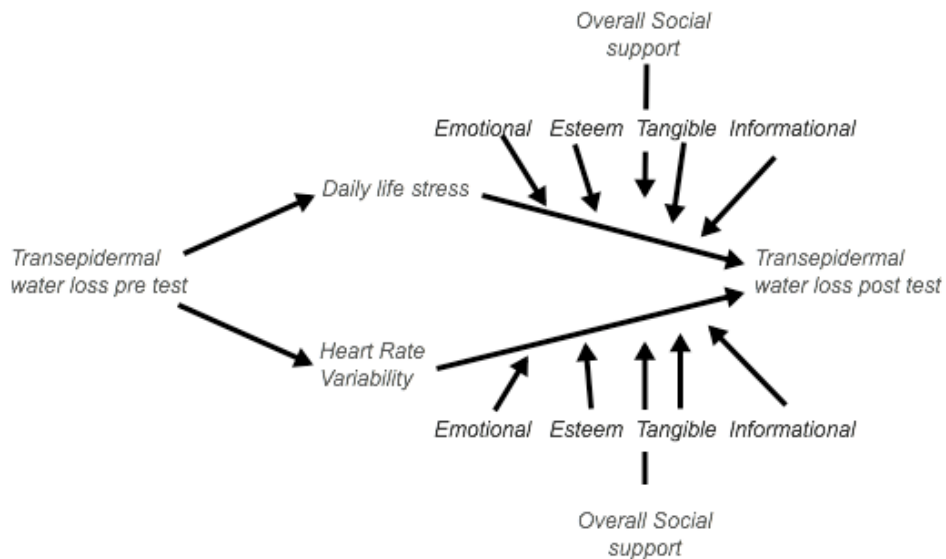 Overall Social
support
Emotional Esteem Tangible Informational
Daily life stress
Transepidermal
water loss pre test
Transepidermal
water loss post test
Heart Rate
Variability
Emotional Esteem Tangible Informational
Overall Social
support